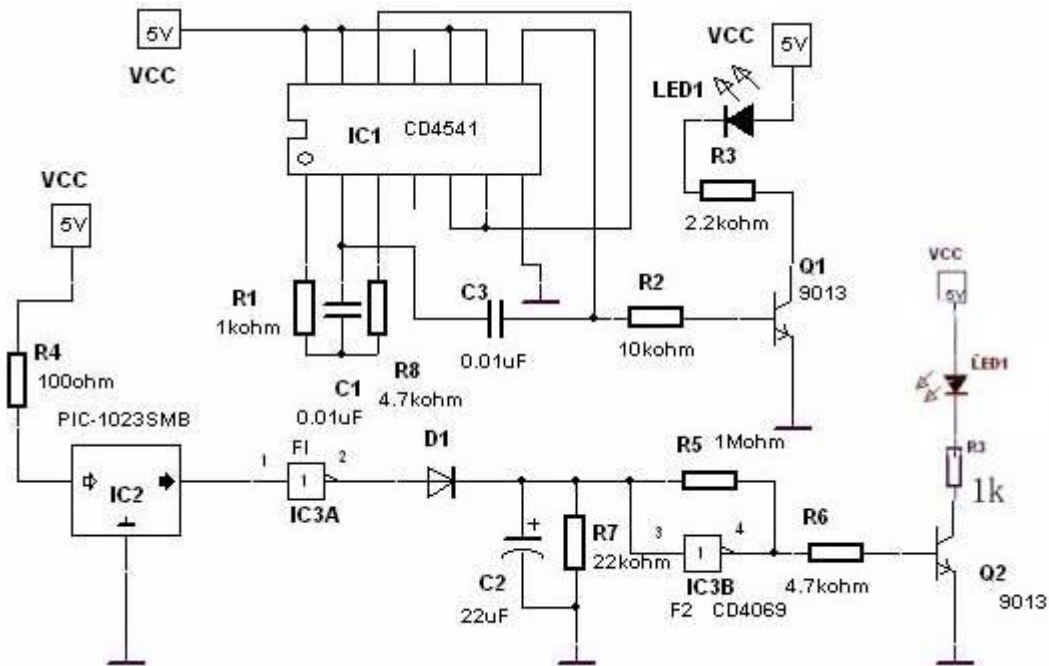 5V
VCC
IC1
CD4541
VCC
5V
LED1
R3
2.2kohm
VCC
5V
R1
1kohm
C1
0.01uF
R8
4.7kohm
C3
0.01uF
R2
10kohm
Q1
9013
VCC
5V
LED1
R3
1k
R4
100ohm
PIC-1023SMB
IC2
1
F1
1
2
IC3A
D1
C2
22uF
+
R7
22kohm
R5
1Mohm
3
1
4
IC3B
F2 CD4069
R6
4.7kohm
Q2
9013